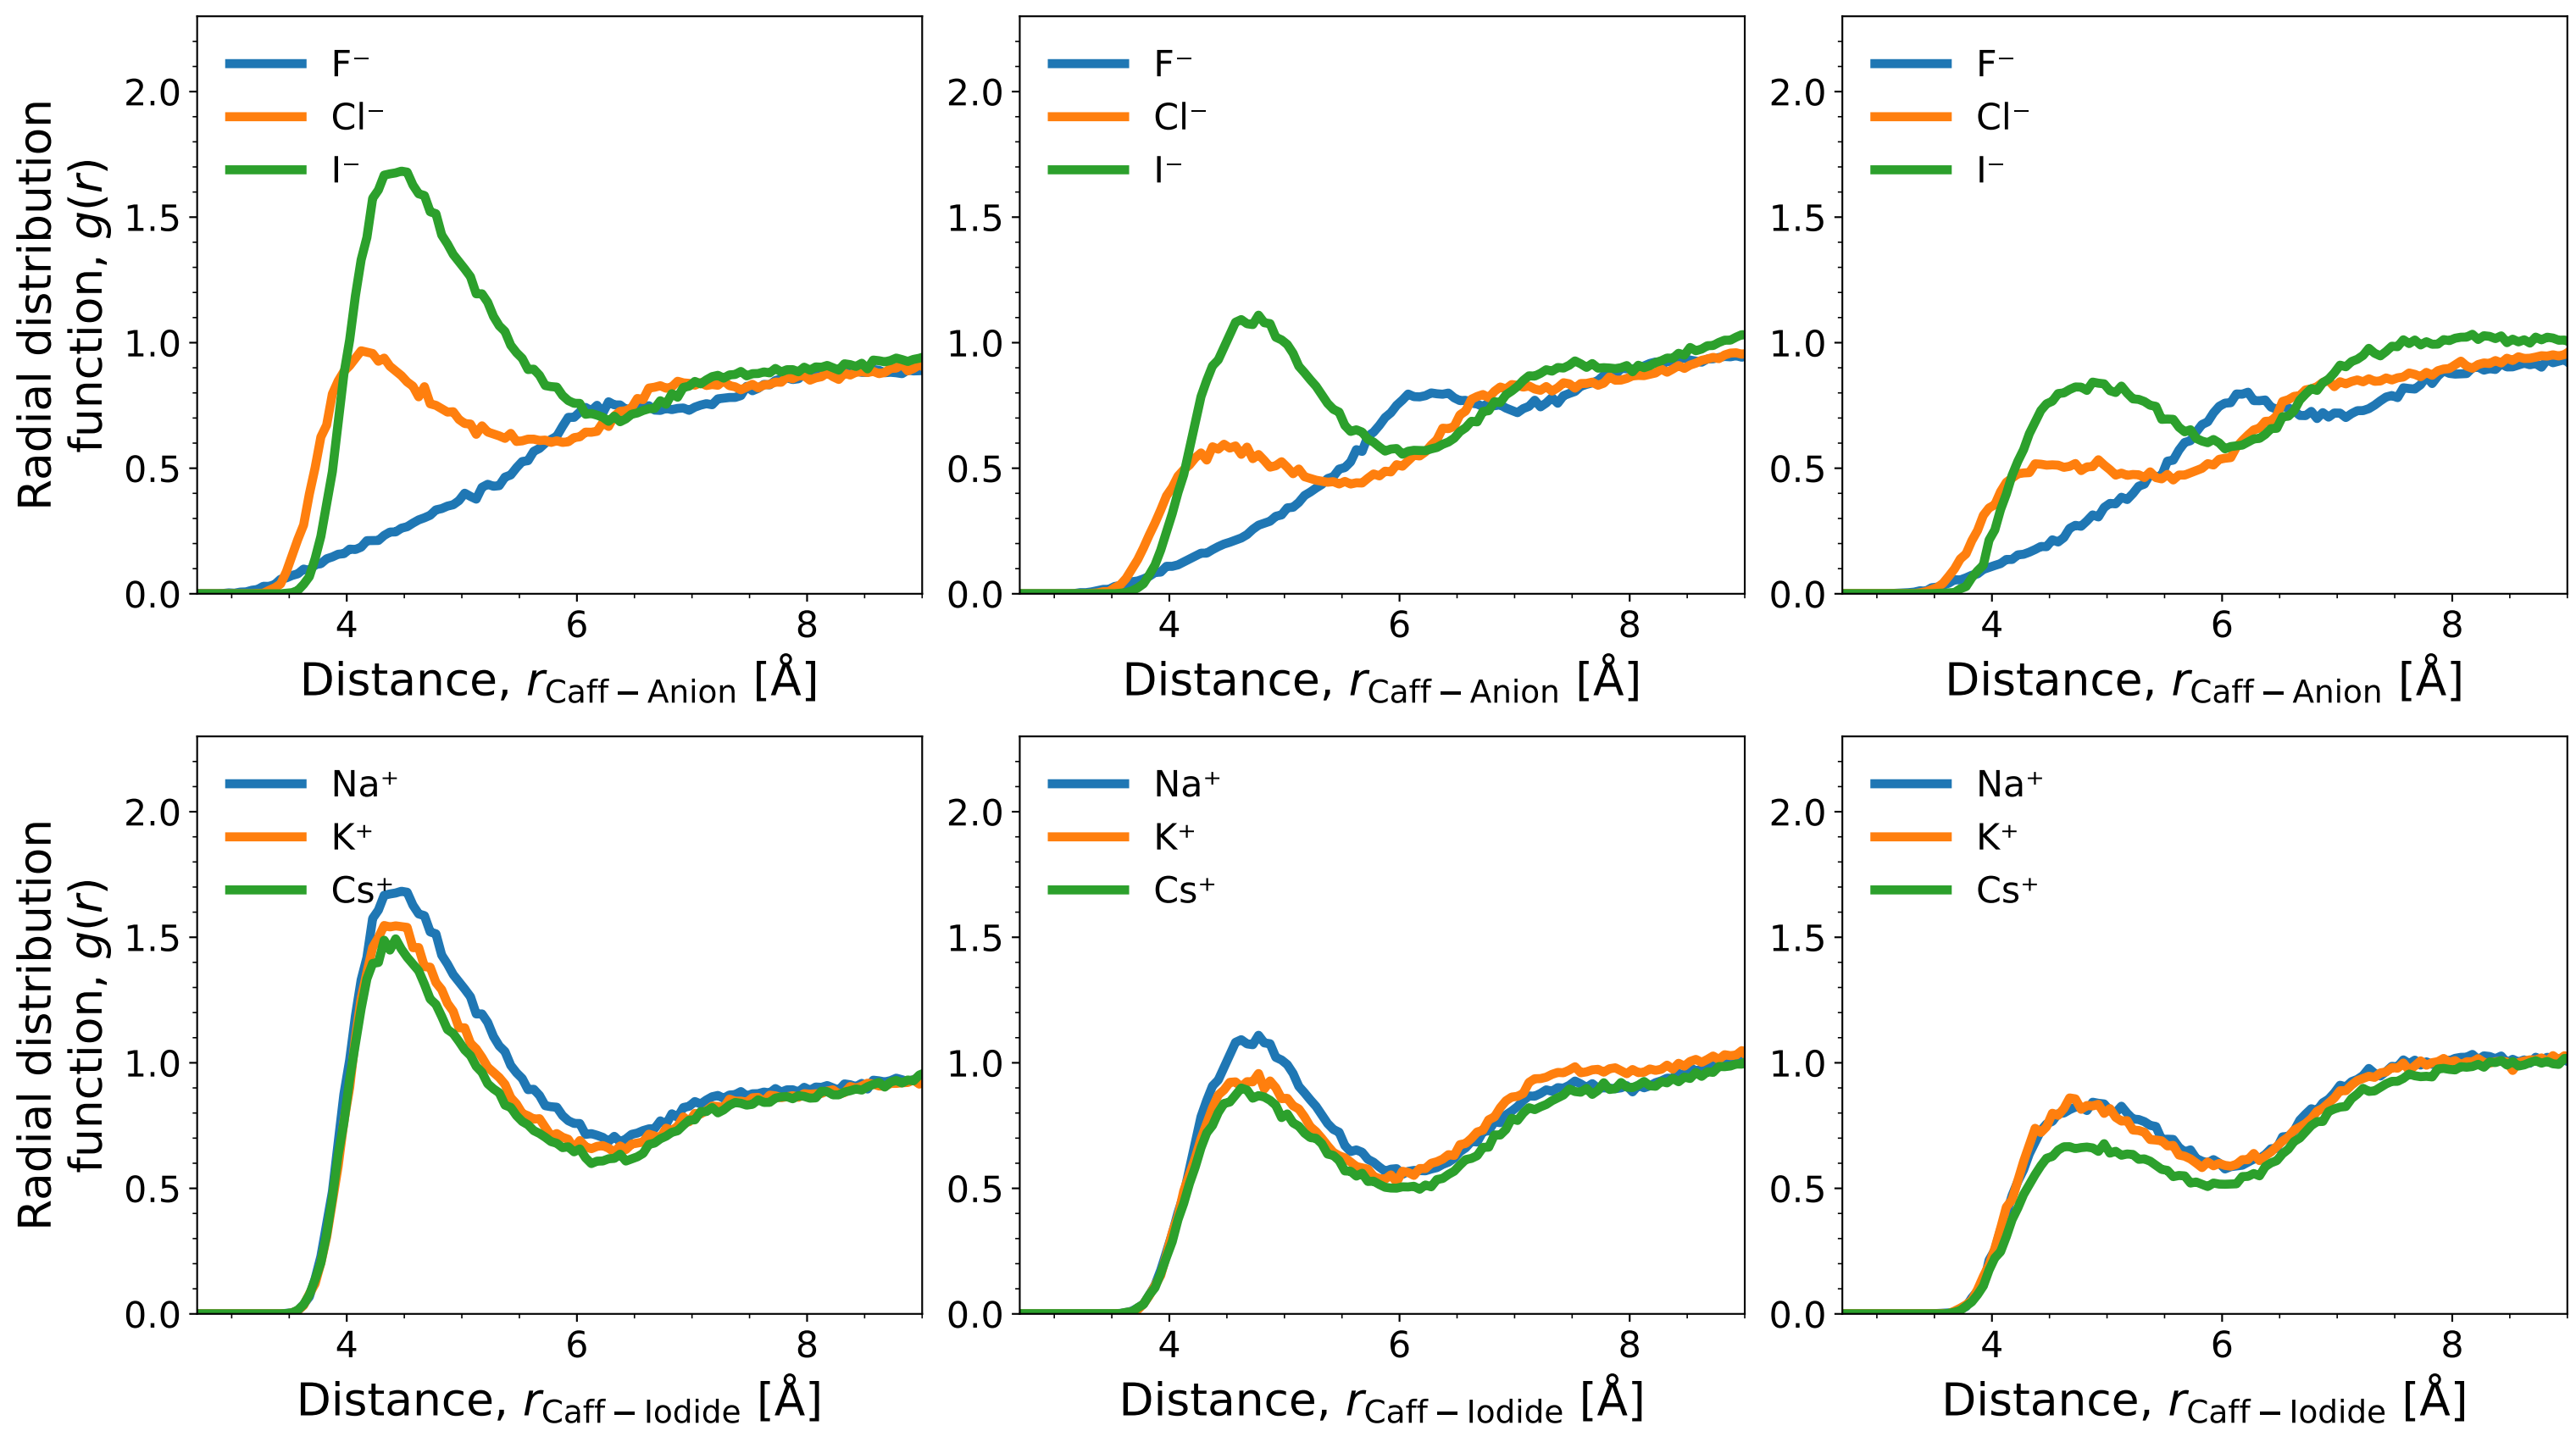 Radial distribution
function, g(r)
2.0
1.5
1.0
0.5
0.0
F⁻
Cl⁻
I⁻
4 6 8
Distance, rCaff − Anion [Å]
2.0
1.5
1.0
0.5
0.0
F⁻
Cl⁻
I⁻
4 6 8
Distance, rCaff − Anion [Å]
2.0
1.5
1.0
0.5
0.0
F⁻
Cl⁻
I⁻
4 6 8
Distance, rCaff − Anion [Å]
Radial distribution
function, g(r)
2.0
1.5
1.0
0.5
0.0
Na⁺
K⁺
Cs⁺
4 6 8
Distance, rCaff − Iodide [Å]
2.0
1.5
1.0
0.5
0.0
Na⁺
K⁺
Cs⁺
4 6 8
Distance, rCaff − Iodide [Å]
2.0
1.5
1.0
0.5
0.0
Na⁺
K⁺
Cs⁺
4 6 8
Distance, rCaff − Iodide [Å]